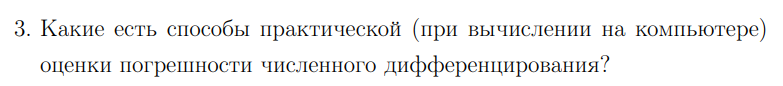 3. Какие есть способы практической (при вычислении на компьютере)
оценки погрешности численного дифференцирования?